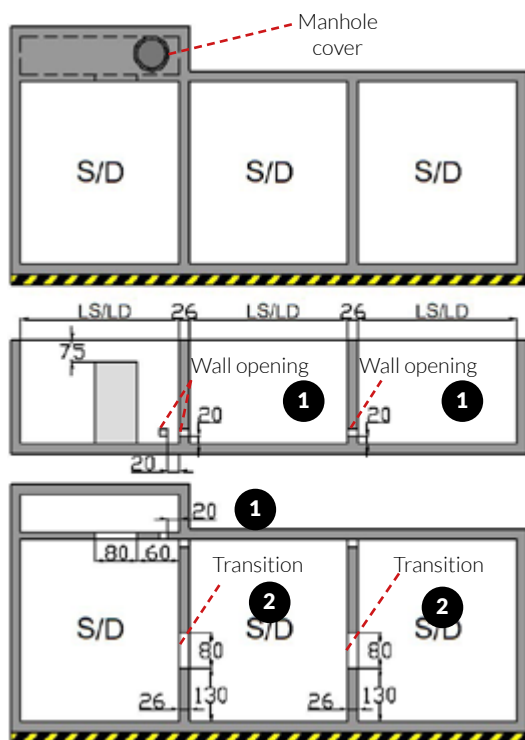 Manhole
cover
S/D
S/D
S/D
LS/LD
26
LS/LD
26
LS/LD
75
Wall opening
Wall opening
1
1
20
20
20
20
1
80
60
Transition
Transition
2
2
S/D
S/D
S/D
80
80
26
130
26
130